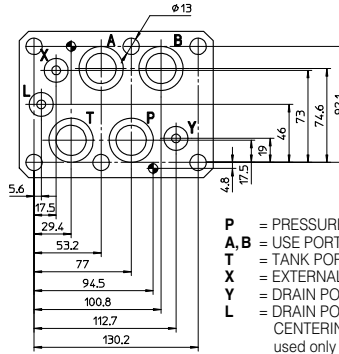 ø13
A
B
X
L
T
P
Y
5.6
17.5
29.4
53.2
77
94.5
100.8
112.7
130.2
4.8
17.5
19
46
73
74.6
P = PRESSURE
A, B = USE PORT
T = TANK POR
X = EXTERNAL
Y = DRAIN PO
L = DRAIN PO
CENTERIN
used only